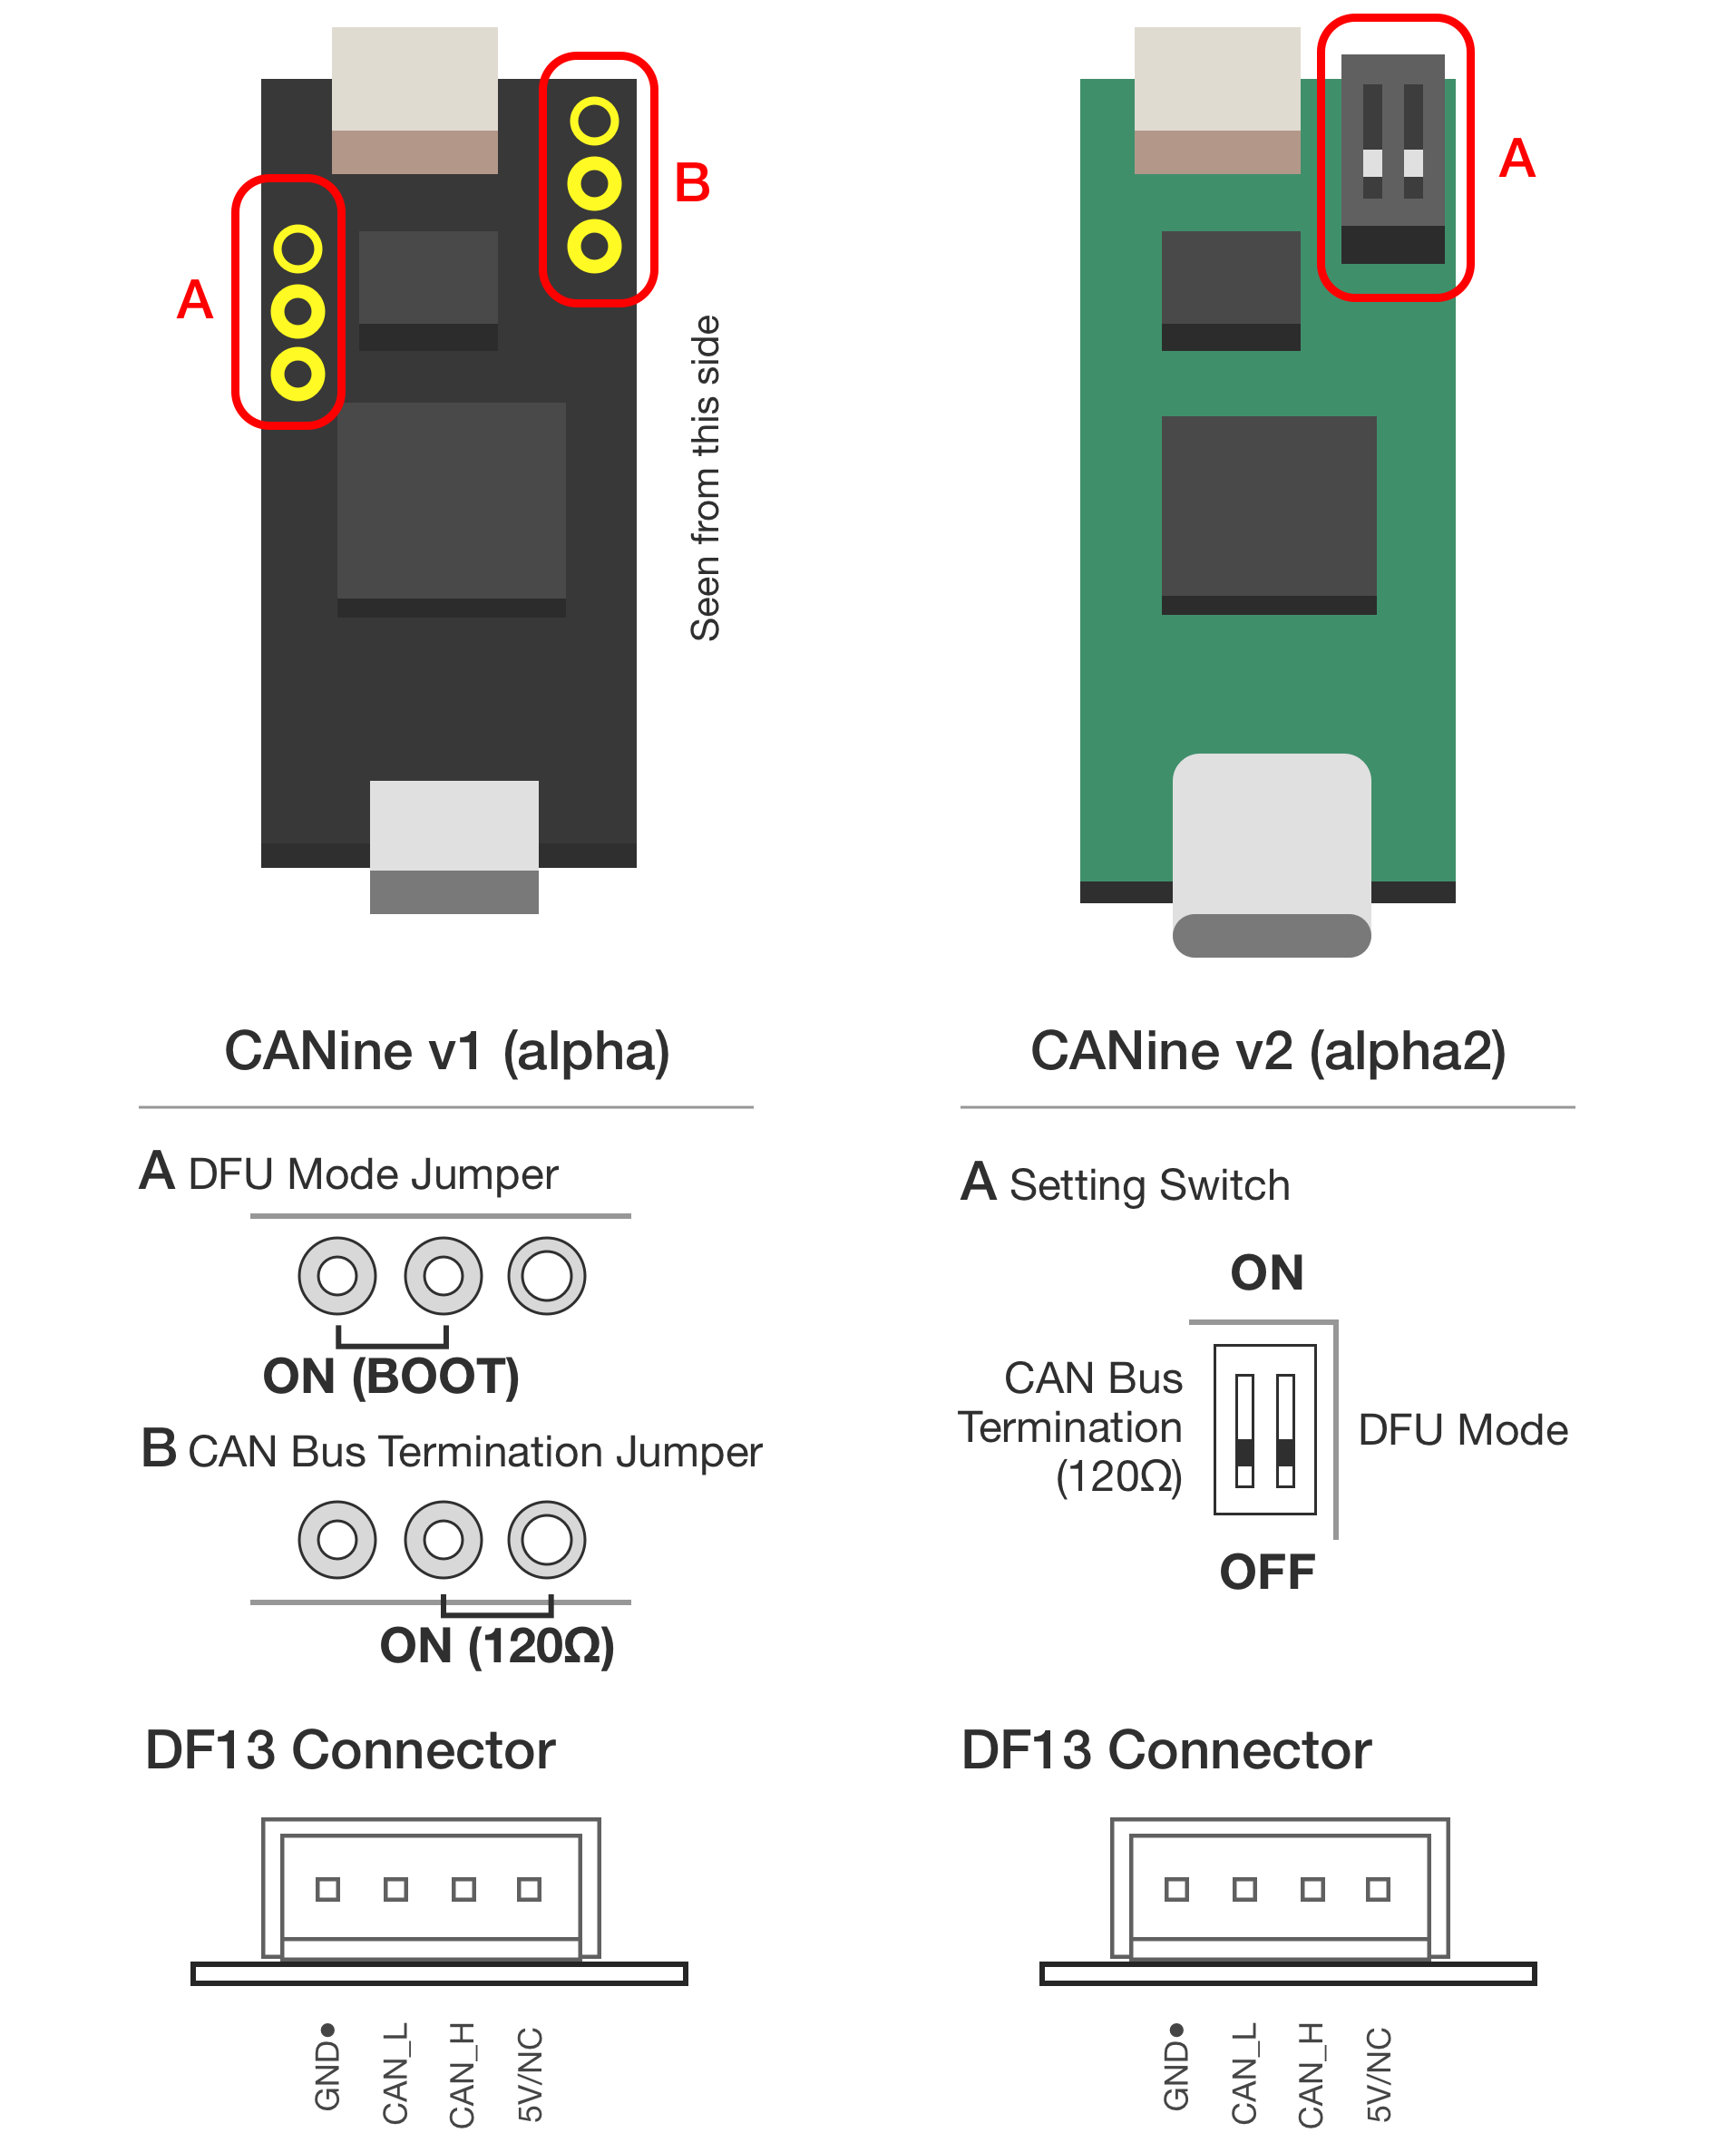 A
B
Seen from this side
A
CANine v1 (alpha)
A DFU Mode Jumper
ON (BOOT)
B CAN Bus Termination Jumper
ON (120Ω)
DF13 Connector
GND●
CAN_L
CAN_H
5V/NC
CANine v2 (alpha2)
A Setting Switch
ON
CAN Bus
Termination
(120Ω)
DFU Mode
OFF
DF13 Connector
GND●
CAN_L
CAN_H
5V/NC